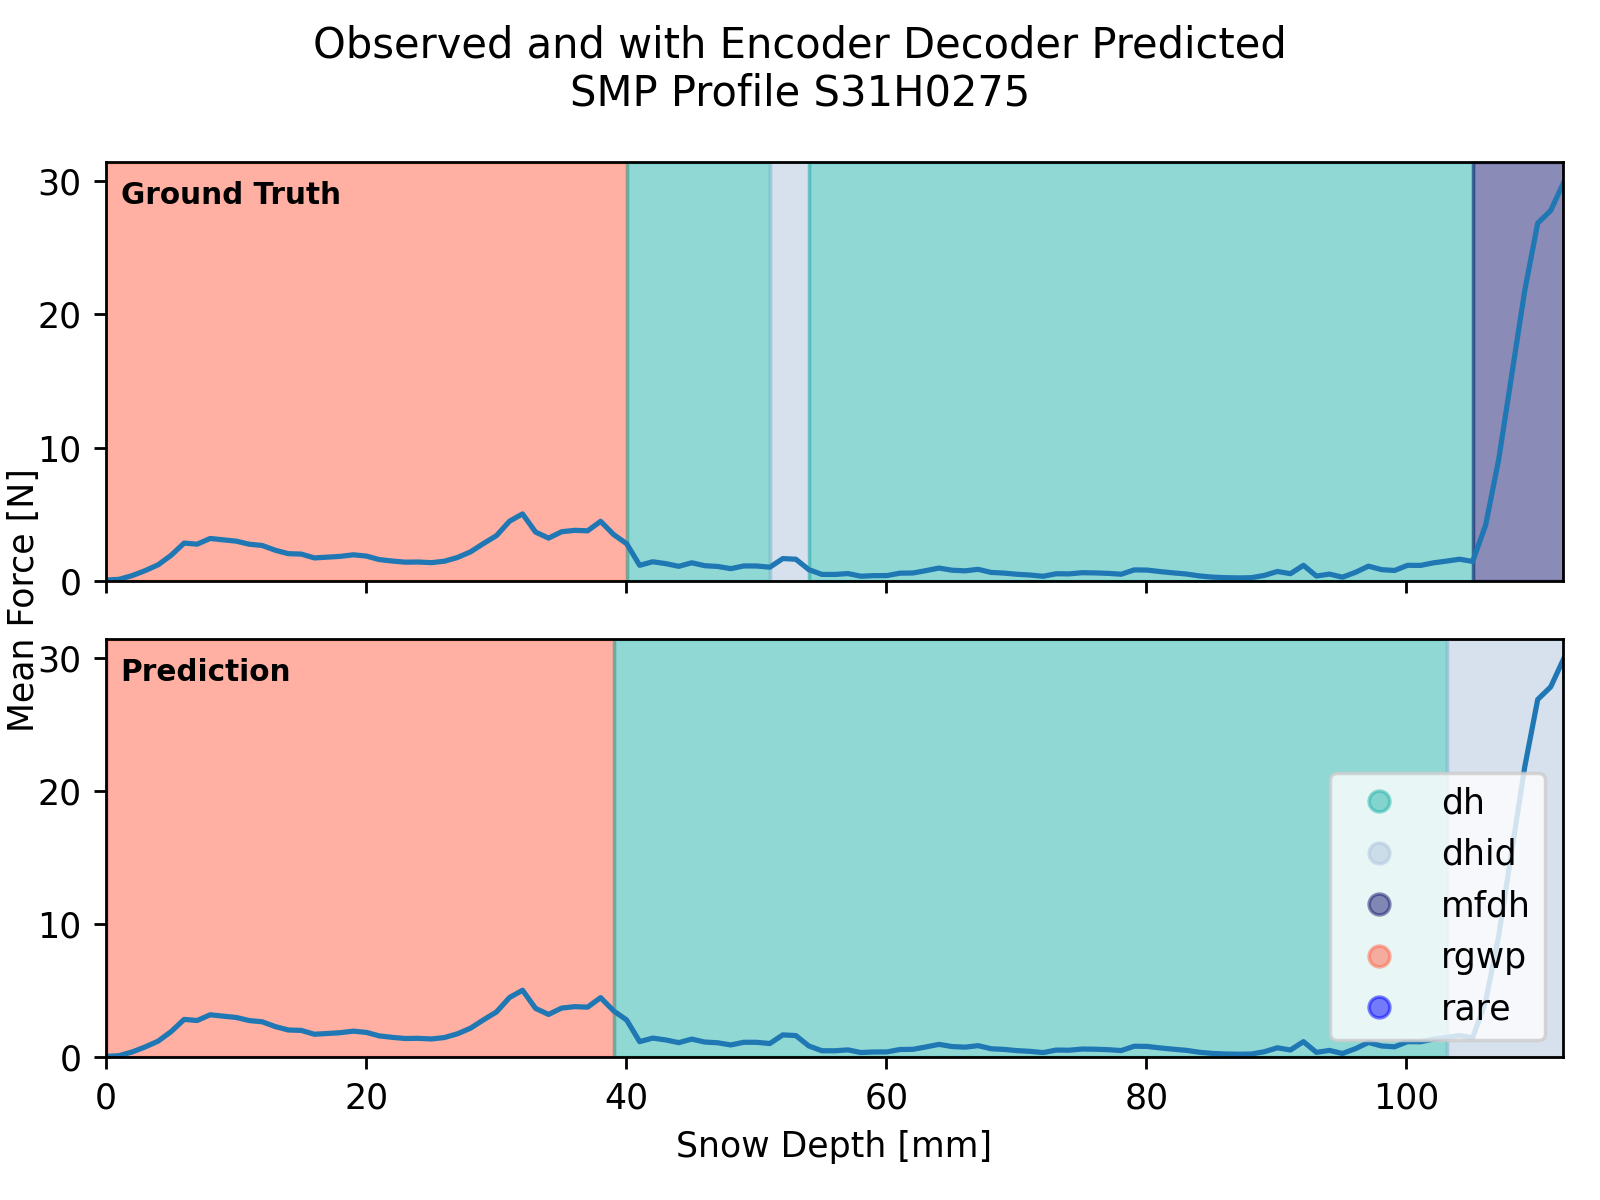 Observed and with Encoder Decoder Predicted
SMP Profile S31H0275
Mean Force [N]
30
20
10
0
Ground Truth
30
20
10
0
Prediction
dh
dhid
mfdh
rgwp
rare
0 20 40 60 80 100
Snow Depth [mm]